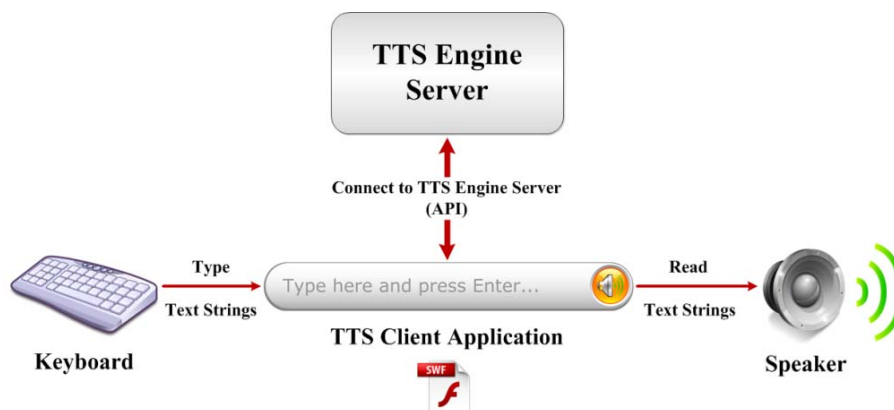 TTS Engine
Server
Connect to TTS Engine Server
(API)
Type
Text Strings
Type here and press Enter...
Read
Text Strings
Keyboard
TTS Client Application
Speaker
SWF